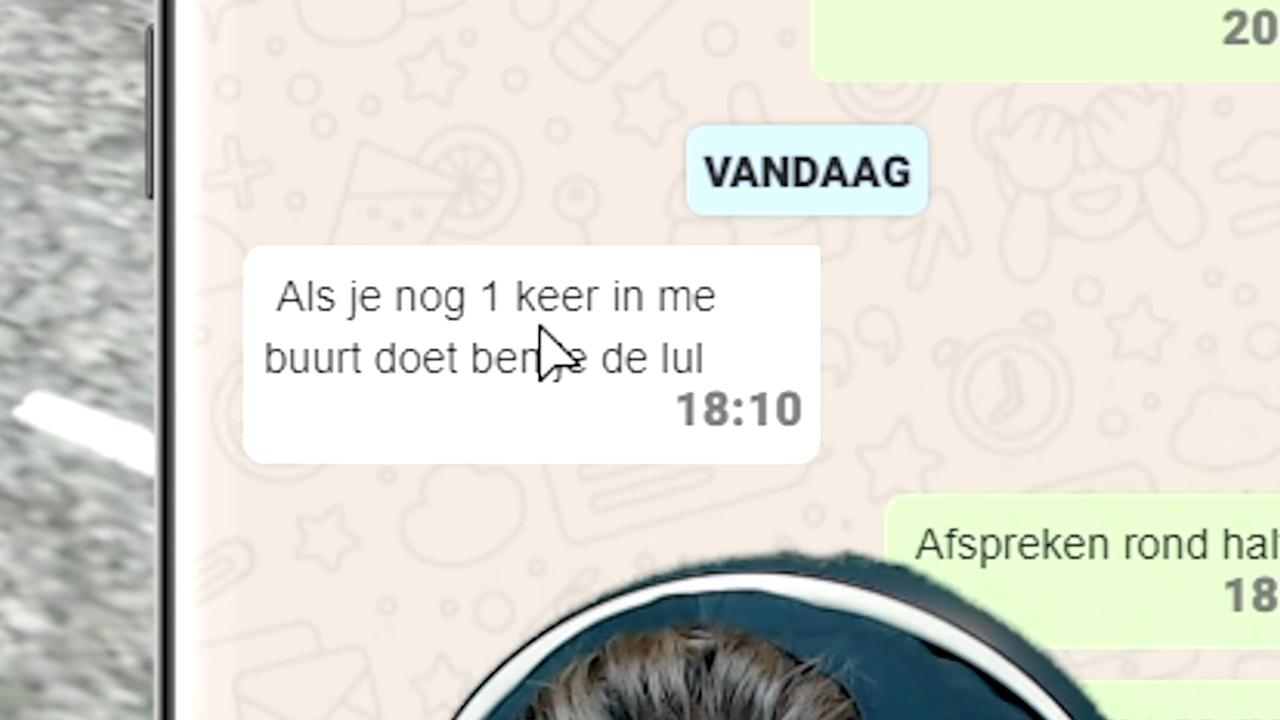 20
VANDAAG
Als je nog 1 keer in me
buurt doet ben je de lul
18:10
Afspreken rond
18